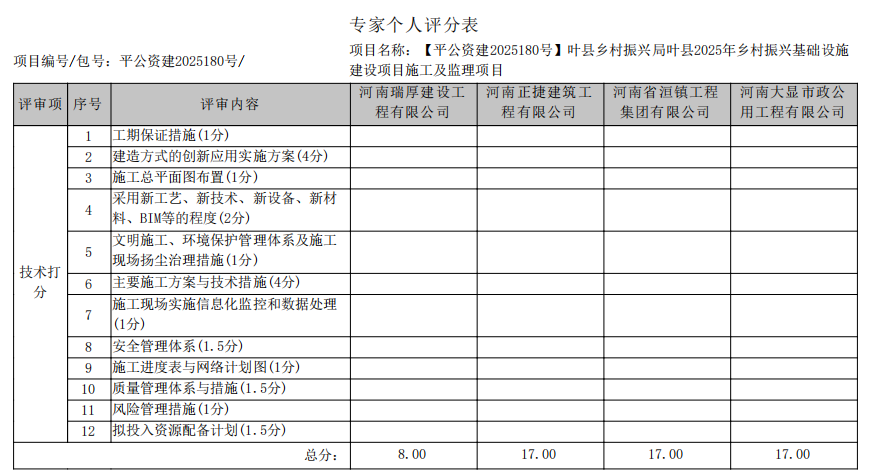 专家个人评分表
项目编号/包号: 平公资建2025180号/
项目名称: 【平公资建2025180号】叶县乡村振兴局叶县2025年乡村振兴基础设施
建设项目施工及监理项目
评审项 序号 评审内容 河南瑞厚建设工程有限公司 河南正捷建筑工程有限公司 河南省洹镇工程集团有限公司 河南大显市政公用工程有限公司
技术打分
1 工期保证措施(1分)
2 建造方式的创新应用实施方案(4分)
3 施工总平面图布置(1分)
4 采用新工艺、新技术、新设备、新材
料、BIM等的程度(2分)
5 文明施工、环境保护管理体系及施工
现场扬尘治理措施(1分)
6 主要施工方案与技术措施(4分)
7 施工现场实施信息化监控和数据处理
(1分)
8 安全管理体系(1.5分)
9 施工进度表与网络计划图(1分)
10 质量管理体系与措施(1.5分)
11 风险管理措施(1分)
12 拟投入资源配备计划(1.5分)
总分: 8.00 17.00 17.00 17.00